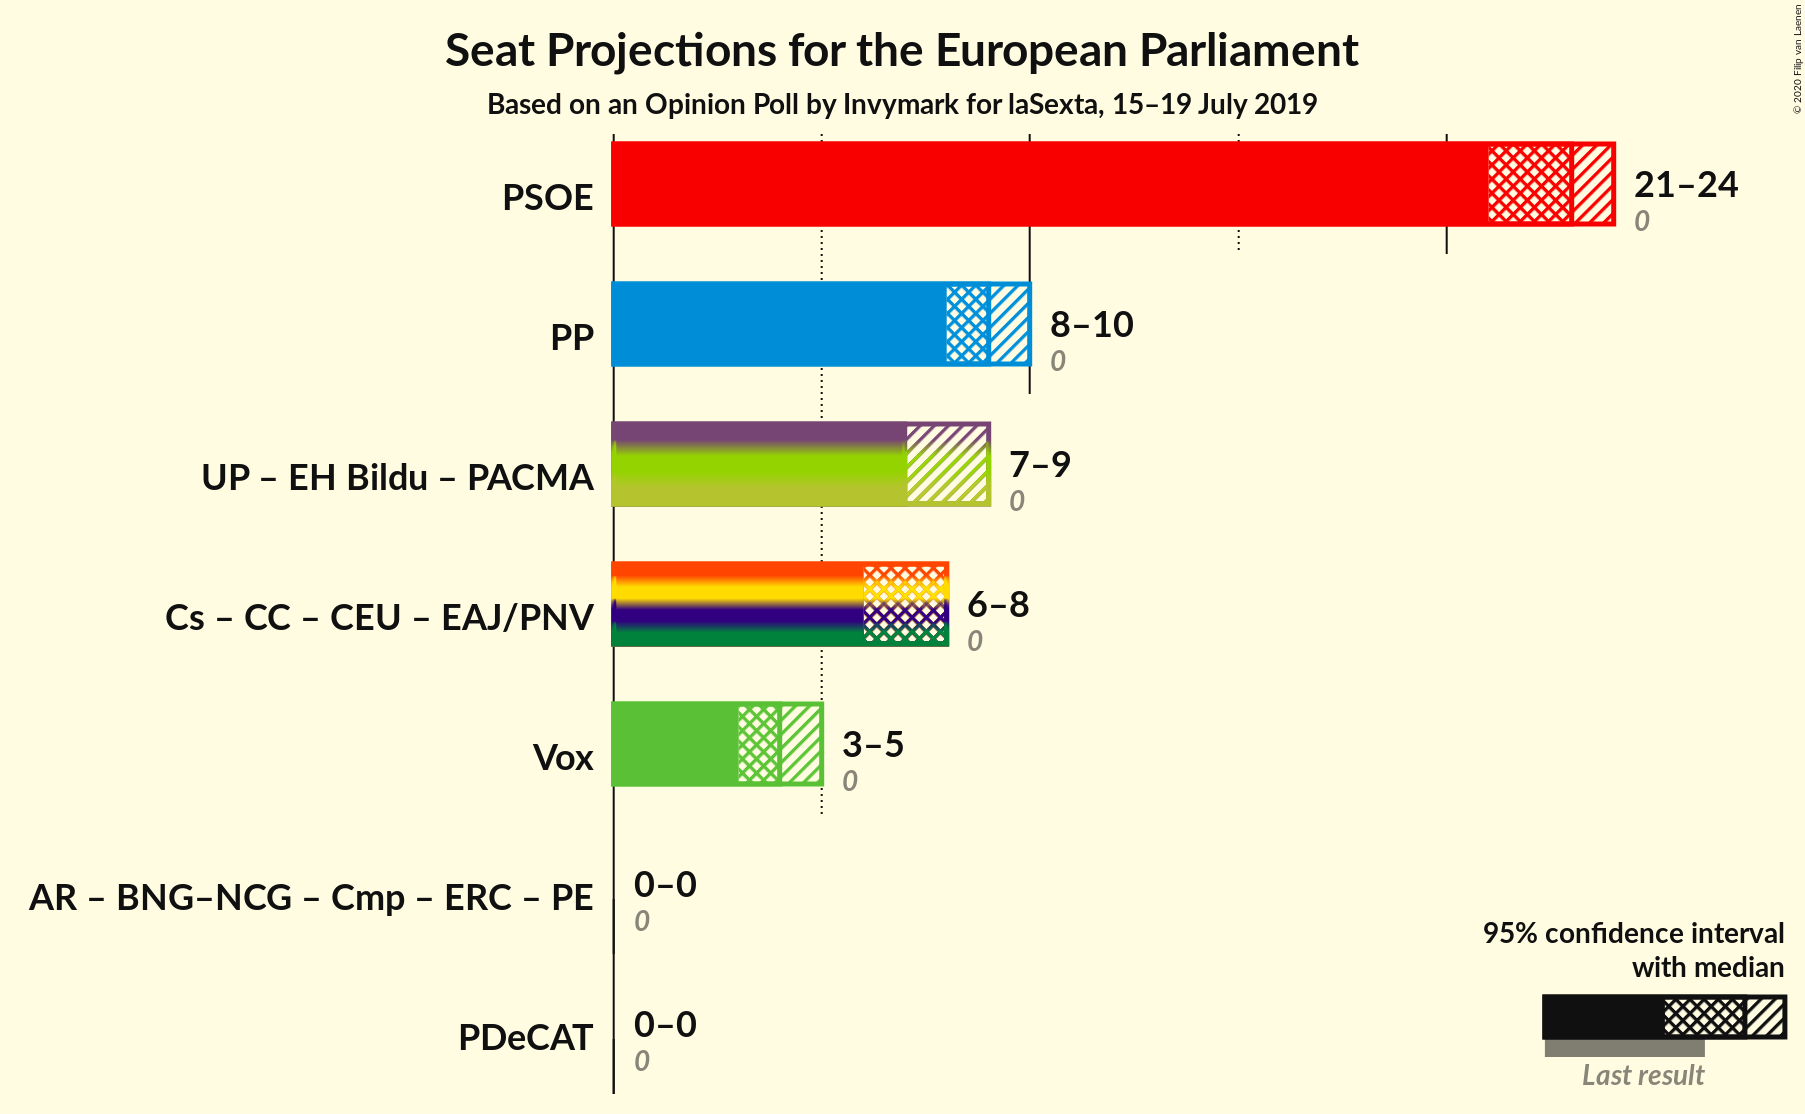 Seat Projections for the European Parliament
Based on an Opinion Poll by Invymark for laSexta, 15–19 July 2019
© 2020 Filip van Laenen
PSOE
21–24
0
PP
8–10
0
UP – EH Bildu – PACMA
7–9
0
Cs – CC – CEU – EAJ/PNV
6–8
0
Vox
3–5
0
AR – BNG–NCG – Cmp – ERC – PE
0–0
0
PDeCAT
0–0
0
95% confidence interval
with median
Last result